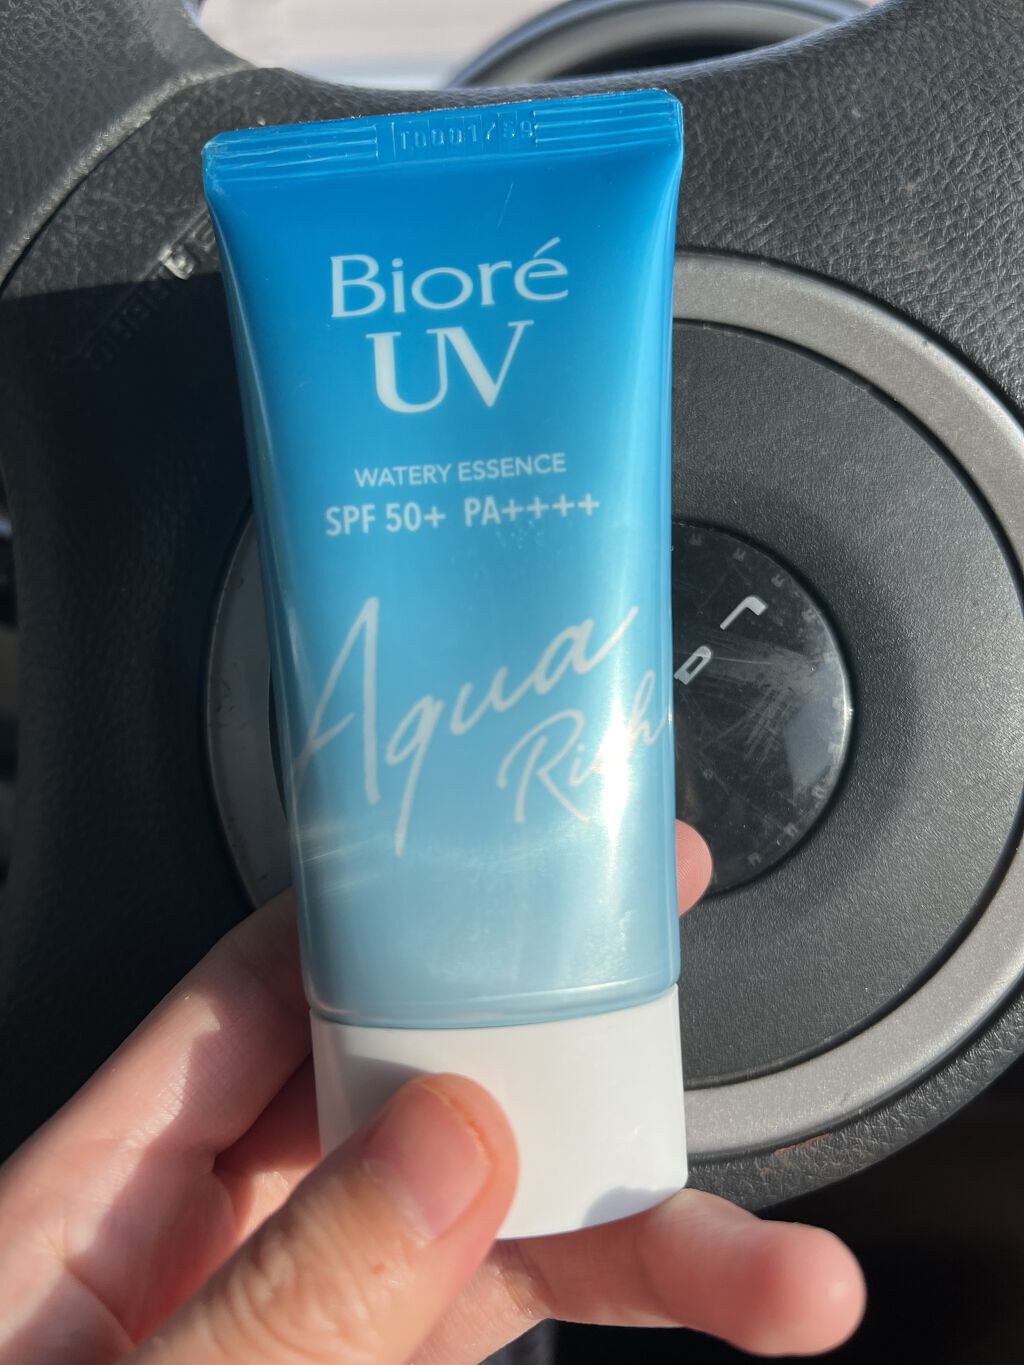 Bioré
UV
WATERY ESSENCE
SPF 50+ PA++++
Aqua
Rich